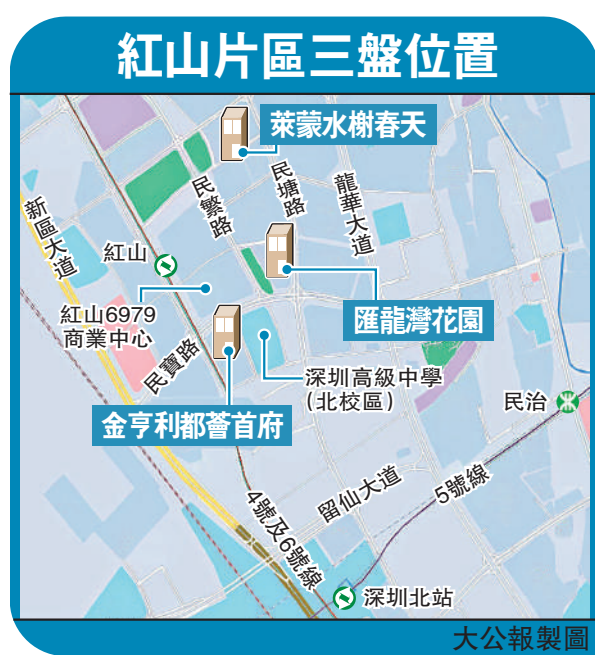 紅山片區三盤位置
萊蒙水榭春天
民繁路
民塘路
龍華大道
新區大道
紅山
匯龍灣花園
紅山6979
商業中心
民寶路
深圳高級中學
(北校區)
民治
金亨利都薈首府
留仙大道
5號線
4號及6號線
深圳北站
大公報製圖